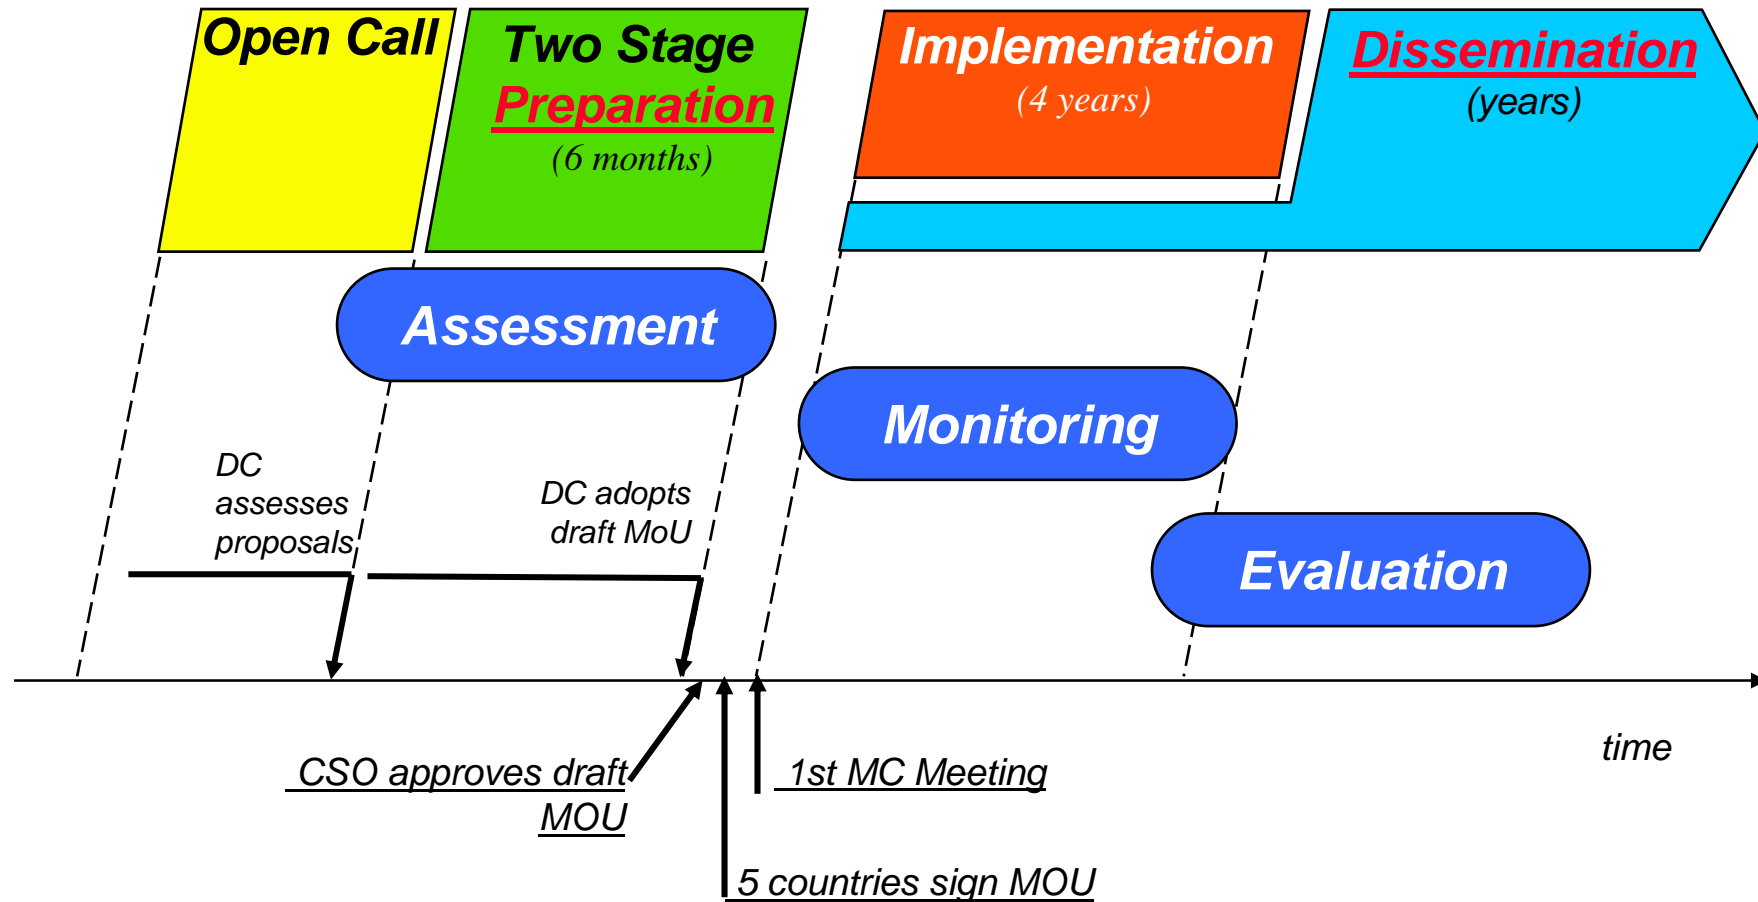 Open Call
Two Stage
Preparation
(6 months)
Implementation
(4 years)
Dissemination
(years)
Assessment
Monitoring
Evaluation
DC
assesses
proposals
DC adopts
draft MoU
time
CSO approves draft
MOU
1st MC Meeting
5 countries sign MOU